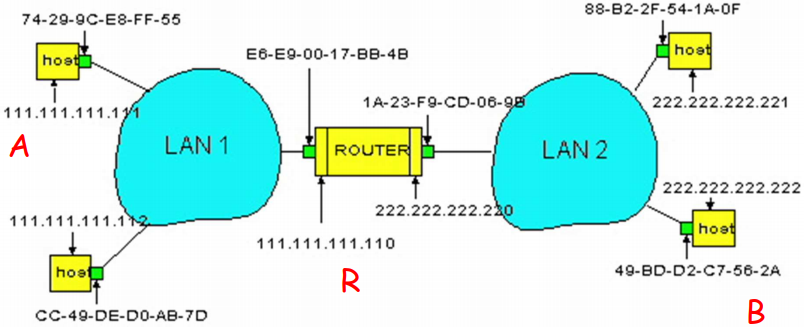 74-29-9C-E8-FF-55
host
111.111.111.111
A
LAN 1
111.111.111.112
host
CC-49-DE-D0-AB-7D
E6-E9-00-17-BB-4B
1A-23-F9-CD-06-9B
ROUTER
222.222.222.220
111.111.111.110
R
88-B2-2F-54-1A-0F
host
222.222.222.221
LAN 2
222.222.222.222
host
49-BD-D2-C7-56-2A
B